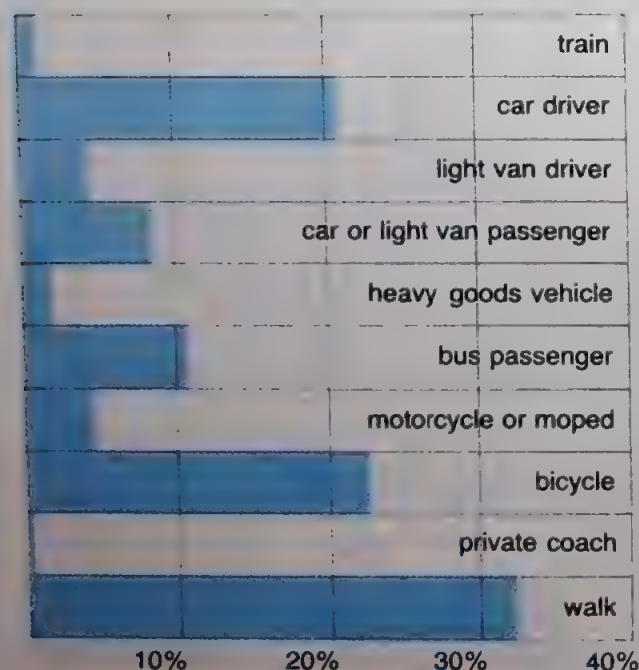 train
car driver
light van driver
car or light van passenger
heavy goods vehicle
bus passenger
motorcycle or moped
bicycle
private coach
walk
10% 20% 30% 40%